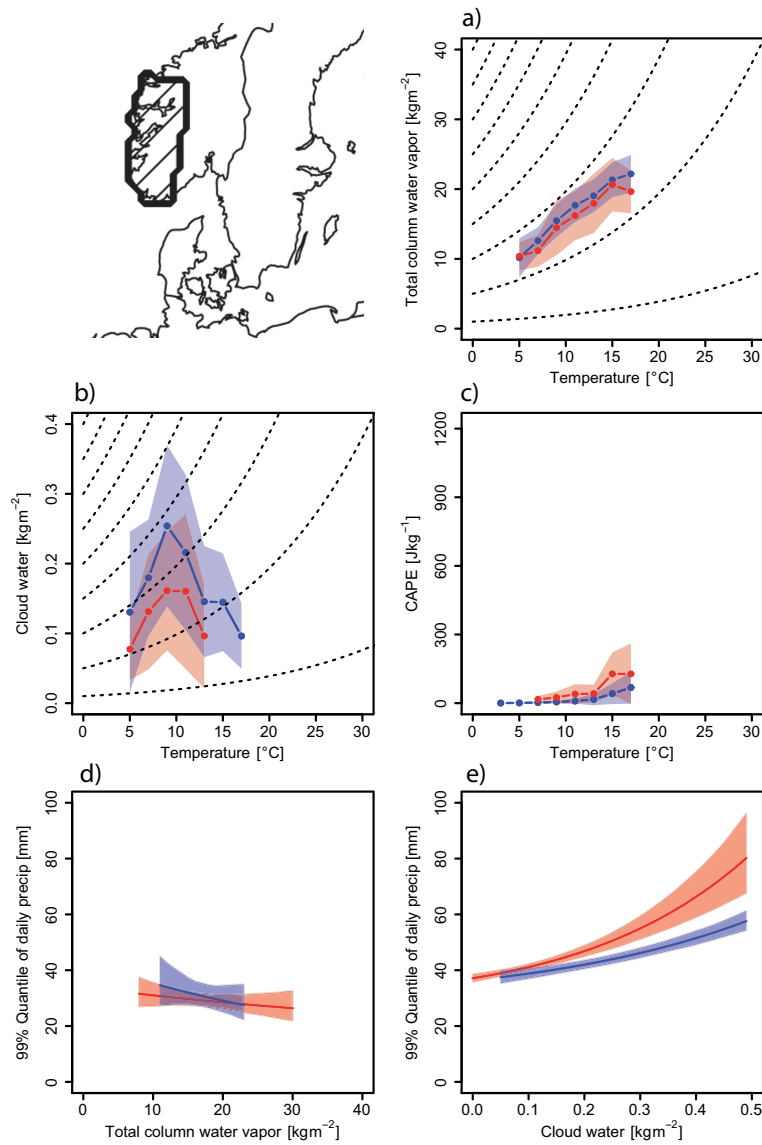 a)
Total column water vapor [kgm−2]
0 10 20 30 40
0 5 10 15 20 25 30
Temperature [°C]
b)
Cloud water [kgm−2]
0.0 0.1 0.2 0.3 0.4
0 5 10 15 20 25 30
Temperature [°C]
c)
CAPE [Jkg−1]
0 300 600 900 1200
0 5 10 15 20 25 30
Temperature [°C]
d)
99% Quantile of daily precip [mm]
0 20 40 60 80 100
0 10 20 30 40
Total column water vapor [kgm−2]
e)
99% Quantile of daily precip [mm]
0 20 40 60 80 100
0.0 0.1 0.2 0.3 0.4 0.5
Cloud water [kgm−2]